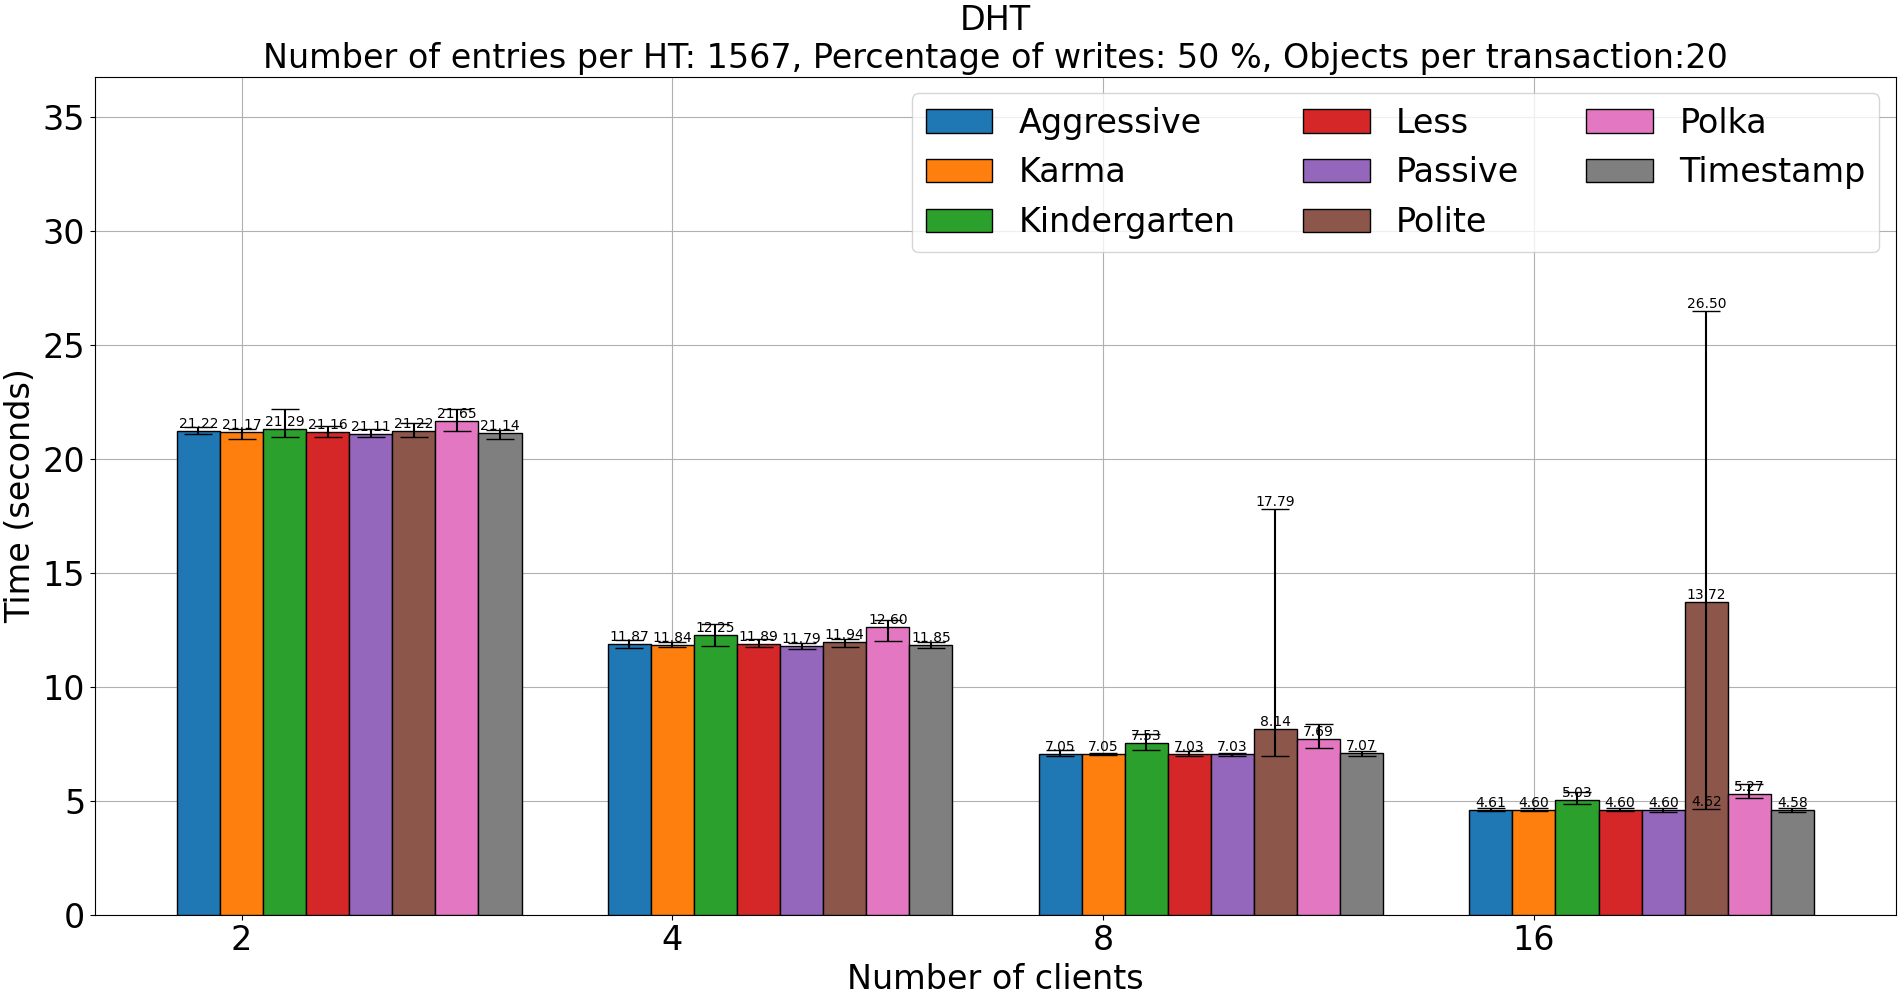 DHT
Number of entries per HT: 1567, Percentage of writes: 50 %, Objects per transaction:20
Aggressive
Karma
Kindergarten
Less
Passive
Polite
Polka
Timestamp
Time (seconds)
35
30
25
20
15
10
5
0
21.22 21.17 21.29 21.16 21.11 21.22 21.65 21.14
11.87 11.84 12.25 11.89 11.79 11.94 12.60 11.85
17.79
7.05 7.05 7.53 7.03 7.03 8.14 7.69 7.07
26.50
13.72
4.61 4.60 5.03 4.60 4.60 4.62 5.27 4.58
2 4 8 16
Number of clients